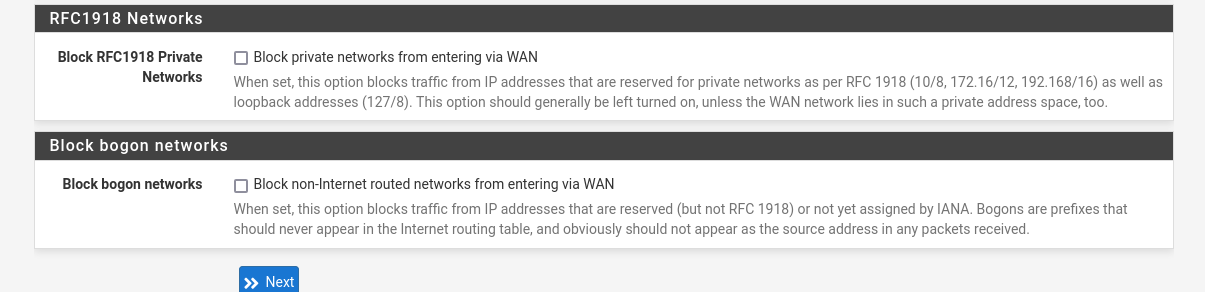 RFC1918 Networks
Block RFC1918 Private
Networks
Block private networks from entering via WAN
When set, this option blocks traffic from IP addresses that are reserved for private networks as per RFC 1918 (10/8, 172.16/12, 192.168/16) as well as
loopback addresses (127/8). This option should generally be left turned on, unless the WAN network lies in such a private address space, too.
Block bogon networks
Block bogon networks
Block non-Internet routed networks from entering via WAN
When set, this option blocks traffic from IP addresses that are reserved (but not RFC 1918) or not yet assigned by IANA. Bogons are prefixes that
should never appear in the Internet routing table, and obviously should not appear as the source address in any packets received.
Next